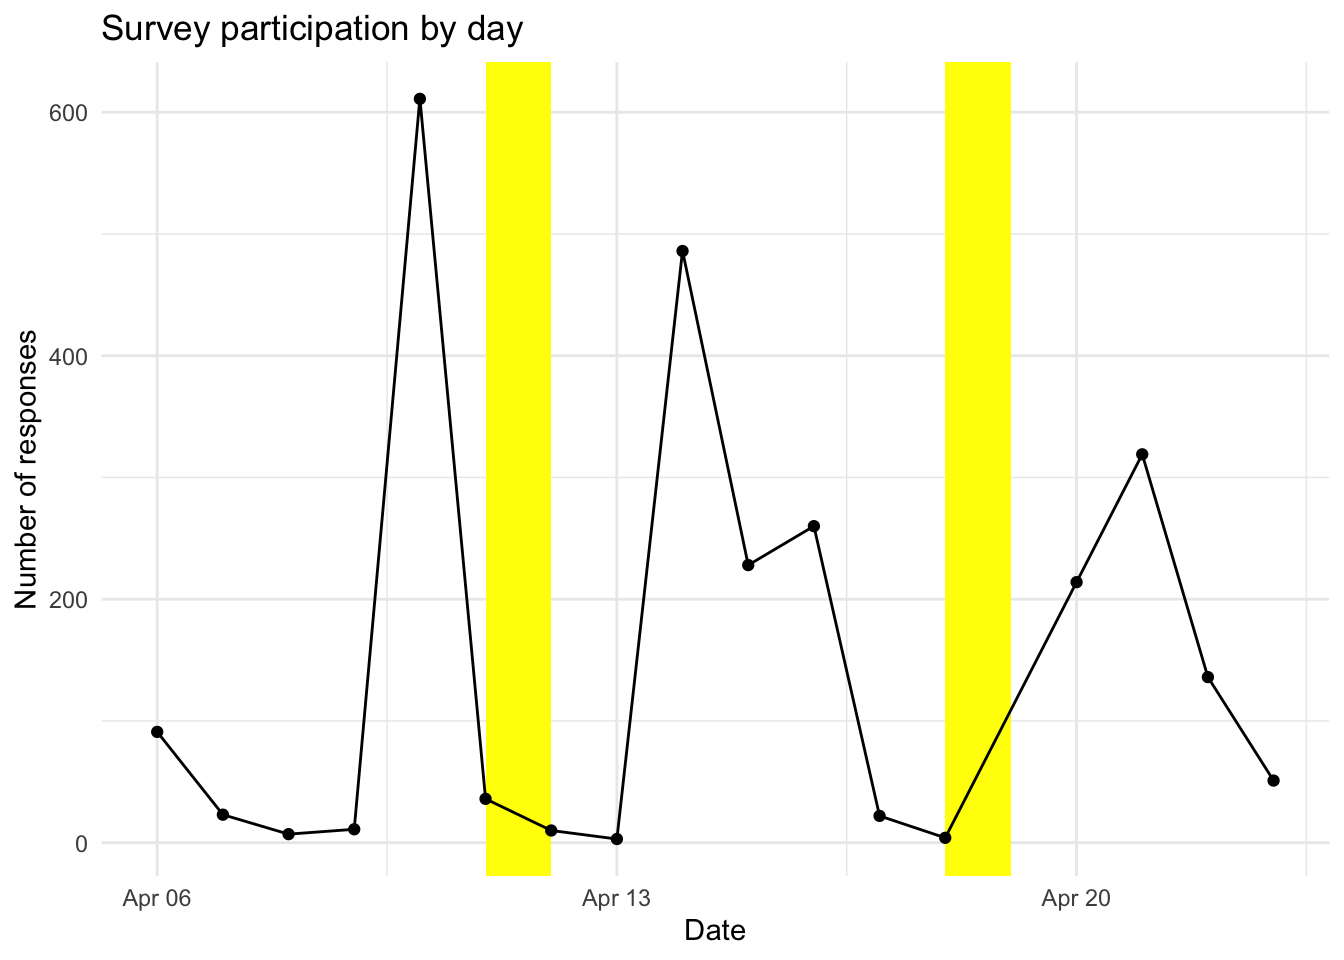 Survey participation by day
600
400
200
0
Number of responses
Apr 06
Apr 13
Apr 20
Date